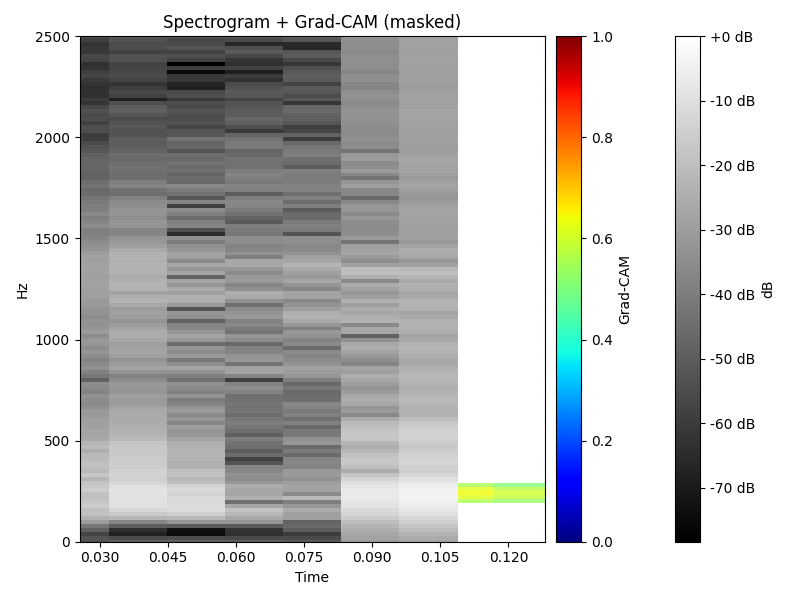 Spectrogram + Grad-CAM (masked)
2500
2000
1500
1000
500
0
Hz
0.030
0.045
0.060
0.075
0.090
0.105
0.120
Time
1.0
0.8
0.6
0.4
0.2
0.0
Grad-CAM
+0 dB
-10 dB
-20 dB
-30 dB
-40 dB
-50 dB
-60 dB
-70 dB
dB